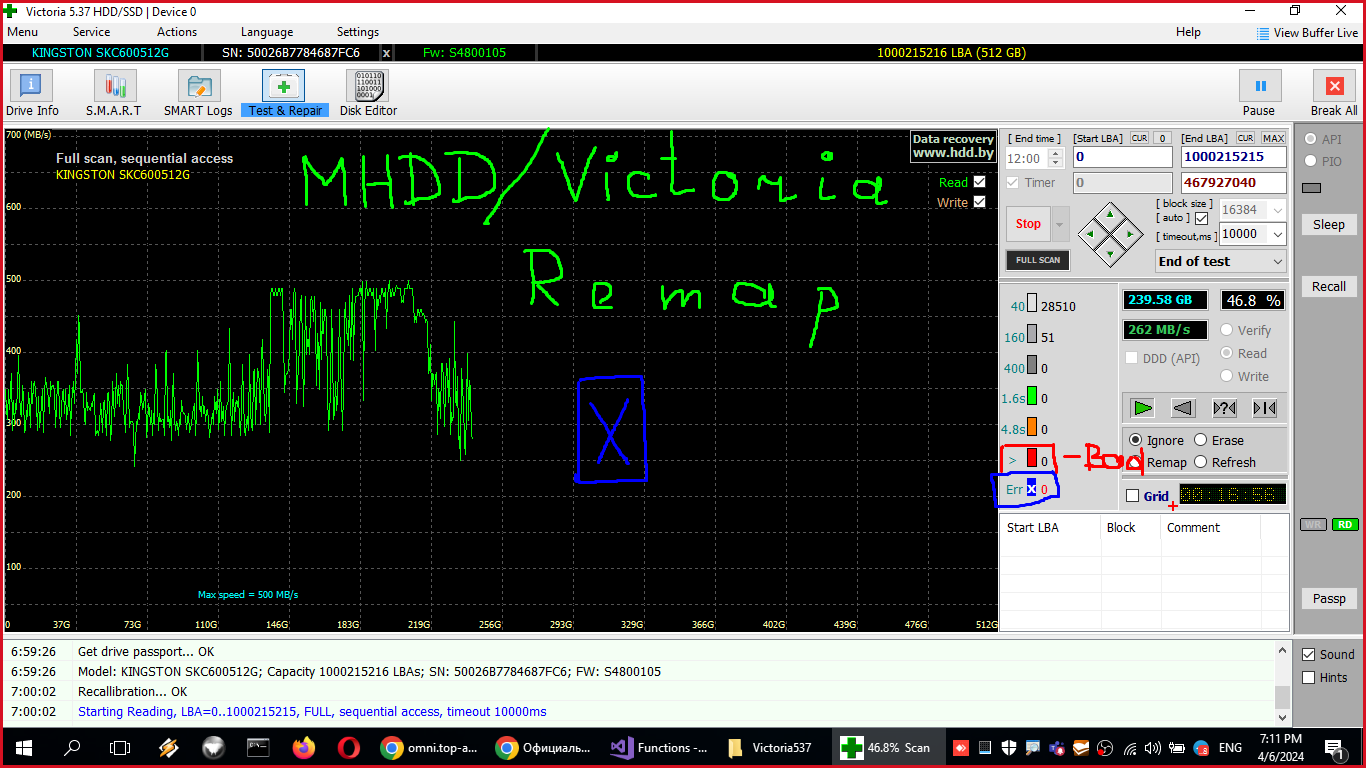 Victoria 5.37 HDD/SSD | Device 0
Menu Service Actions Language Settings Help View Buffer Live
KINGSTON SKC600512G SN: 50026B7784687FC6 x Fw: S4800105 1000215216 LBA (512 GB)
Drive Info S.M.A.R.T SMART Logs Test & Repair Disk Editor Pause Break All
700 (MB/s)
Full scan, sequential access
KINGSTON SKC600512G
MHDD/Victoria
Remap
X
Data recovery
www.hdd.by
Read
Write
600
500
400
300
200
100
Max speed = 500 MB/s
0 37G 73G 110G 146G 183G 219G 256G 293G 329G 366G 402G 439G 476G 512G
[ End time ] [Start LBA] CUR 0 [End LBA] CUR MAX
12:00 0 1000215215
Timer 0 467927040
Stop
[ block size ] 16384
[ auto ]
[ timeout,ms ] 10000
FULL SCAN End of test
40 28510
160 51
400 0
1.6s 0
4.8s 0
> 0 - Bad
Err x 0
239.58 GB 46.8 %
262 MB/s Verify
DDD (API) Read
Write
Ignore Erase
Remap Refresh
Grid 00:16:56
Start LBA Block Comment
API
PIO
Sleep
Recall
WR RD
Passp
Sound
Hints
6:59:26 Get drive passport... OK
6:59:26 Model: KINGSTON SKC600512G; Capacity 1000215216 LBAs; SN: 50026B7784687FC6; FW: S4800105
7:00:02 Recallibration... OK
7:00:02 Starting Reading, LBA=0..1000215215, FULL, sequential access, timeout 10000ms
omni.top-a... Официаль... Functions -... Victoria537 46.8% Scan ENG 7:11 PM
4/6/2024
1